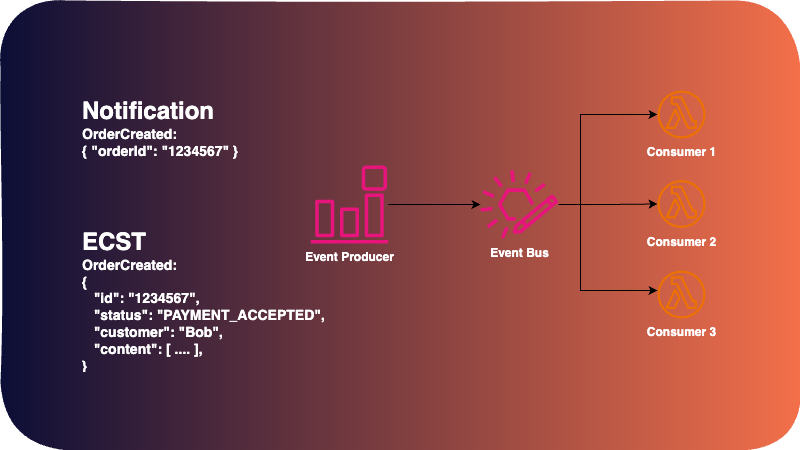 Notification
OrderCreated:
{ "orderId": "1234567" }
ECST
OrderCreated:
{
"id": "1234567",
"status": "PAYMENT_ACCEPTED",
"customer": "Bob",
"content": [ .... ],
}
Event Producer
Event Bus
Consumer 1
Consumer 2
Consumer 3